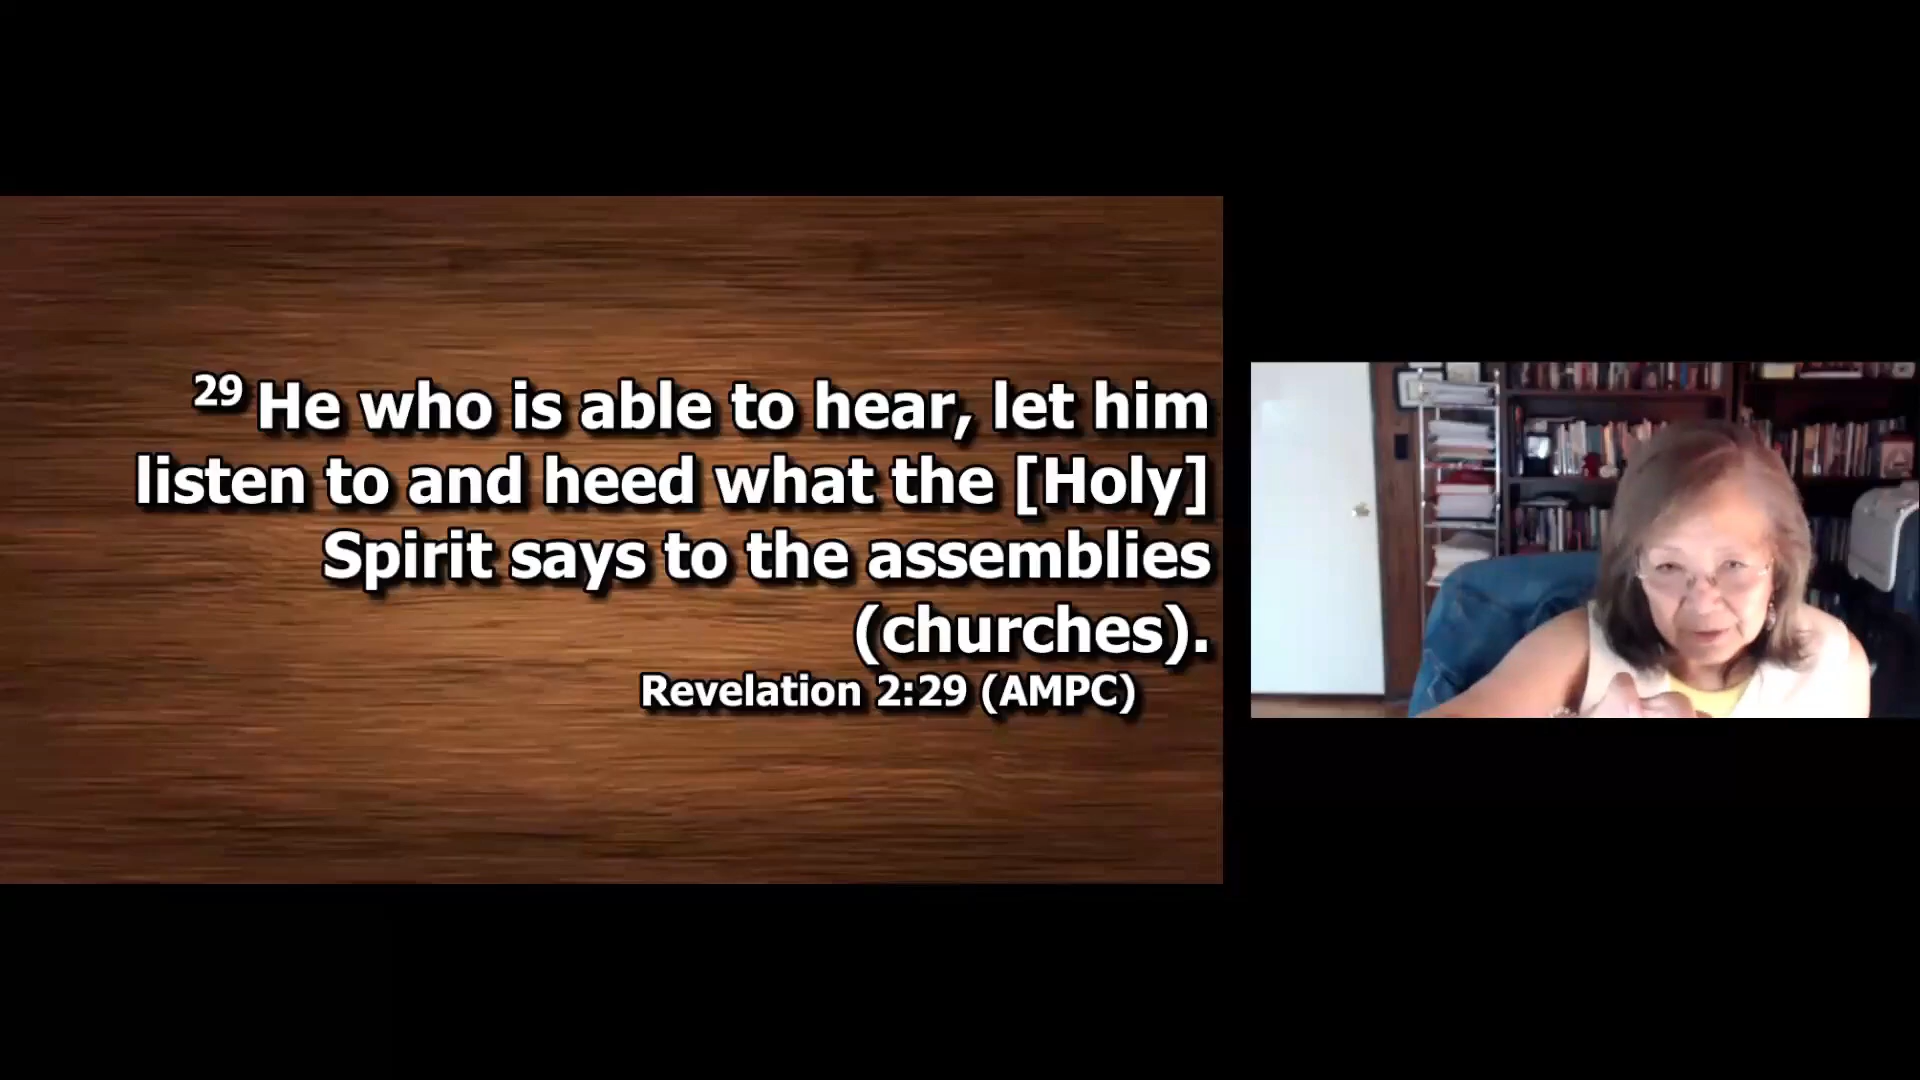 29 He who is able to hear, let him
listen to and heed what the [Holy]
Spirit says to the assemblies
(churches).
Revelation 2:29 (AMPC)